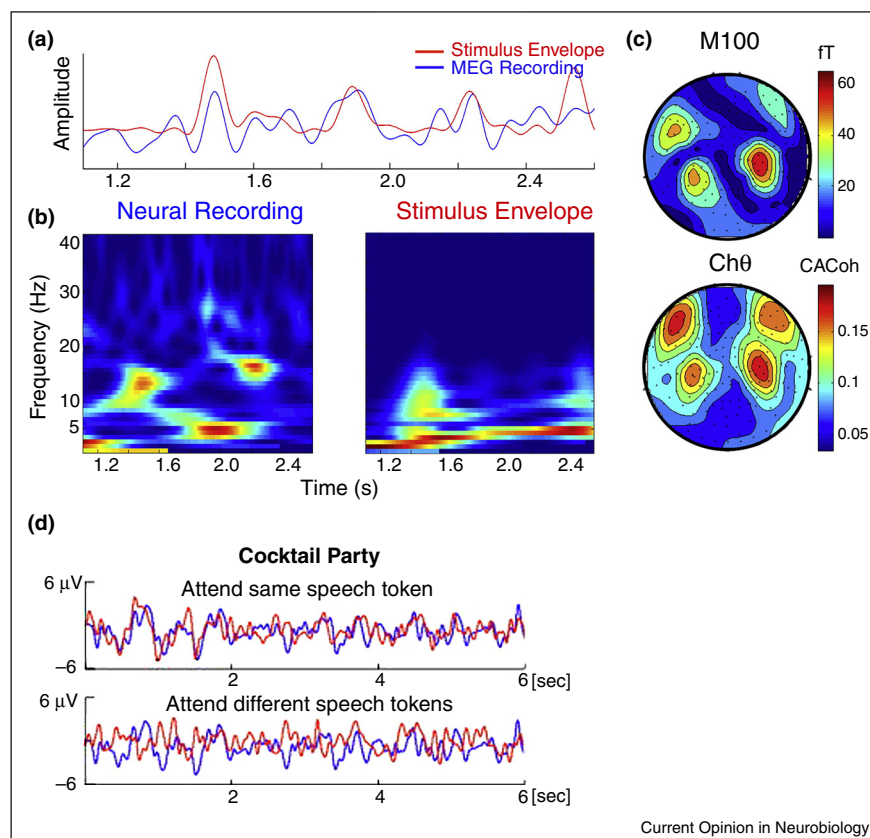 (a)
Stimulus Envelope
MEG Recording
Amplitude
1.2 1.6 2.0 2.4
(b)
Neural Recording
Stimulus Envelope
Frequency (Hz)
40
30
20
10
5
1.2 1.6 2.0 2.4
1.2 1.6 2.0 2.4
Time (s)
(c)
M100
fT
60
40
20
Chθ
CACoh
0.15
0.1
0.05
(d)
Cocktail Party
6 μV
Attend same speech token
−6
2 4 6 [sec]
6 μV
Attend different speech tokens
−6
2 4 6 [sec]
Current Opinion in Neurobiology